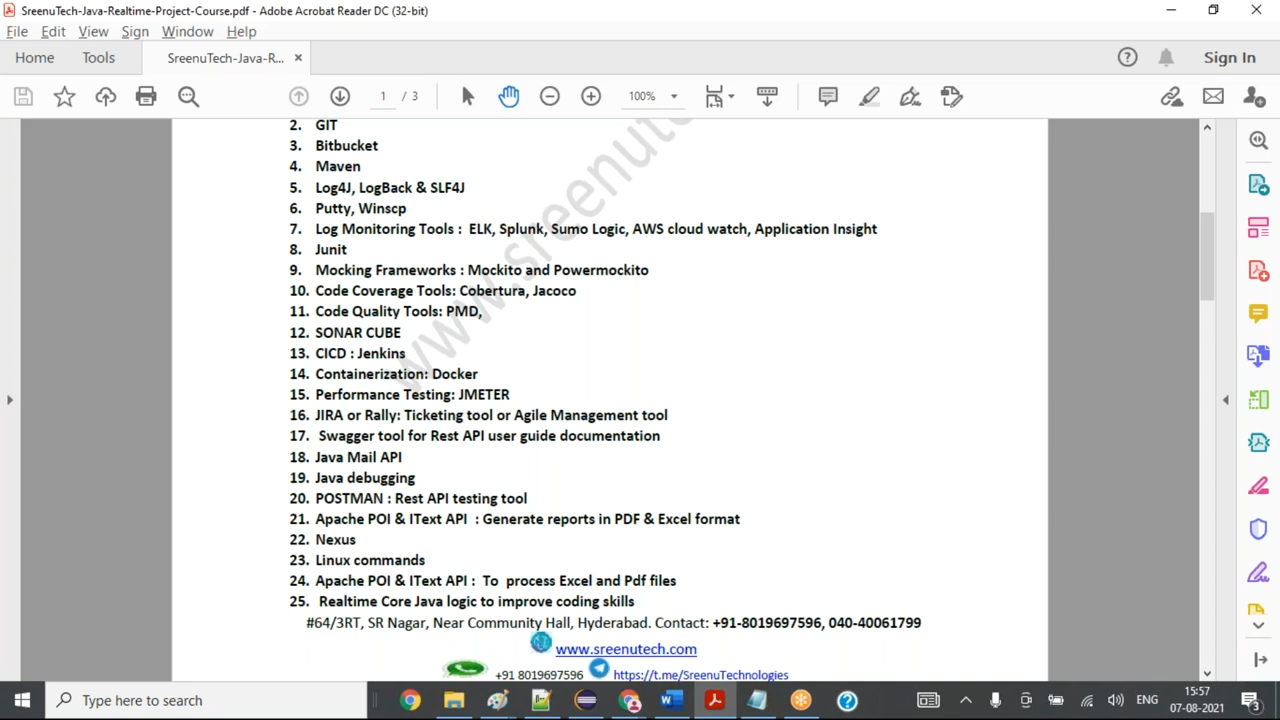 SreenuTech-Java-Realtime-Project-Course.pdf - Adobe Acrobat Reader DC (32-bit)
File Edit View Sign Window Help
Home Tools SreenuTech-Java-R... × Sign In
1 / 3 100%
2. GIT
3. Bitbucket
4. Maven
5. Log4J, LogBack & SLF4J
6. Putty, Winscp
7. Log Monitoring Tools : ELK, Splunk, Sumo Logic, AWS cloud watch, Application Insight
8. Junit
9. Mocking Frameworks : Mockito and Powermockito
10. Code Coverage Tools: Cobertura, Jacoco
11. Code Quality Tools: PMD,
12. SONAR CUBE
13. CICD : Jenkins
14. Containerization: Docker
15. Performance Testing: JMETER
16. JIRA or Rally: Ticketing tool or Agile Management tool
17. Swagger tool for Rest API user guide documentation
18. Java Mail API
19. Java debugging
20. POSTMAN : Rest API testing tool
21. Apache POI & IText API : Generate reports in PDF & Excel format
22. Nexus
23. Linux commands
24. Apache POI & IText API : To process Excel and Pdf files
25. Realtime Core Java logic to improve coding skills
#64/3RT, SR Nagar, Near Community Hall, Hyderabad. Contact: +91-8019697596, 040-40061799
www.sreenutech.com
+91 8019697596 https://t.me/SreenuTechnologies
www.sreenutec
Type here to search
ENG
15:57
07-08-2021
3